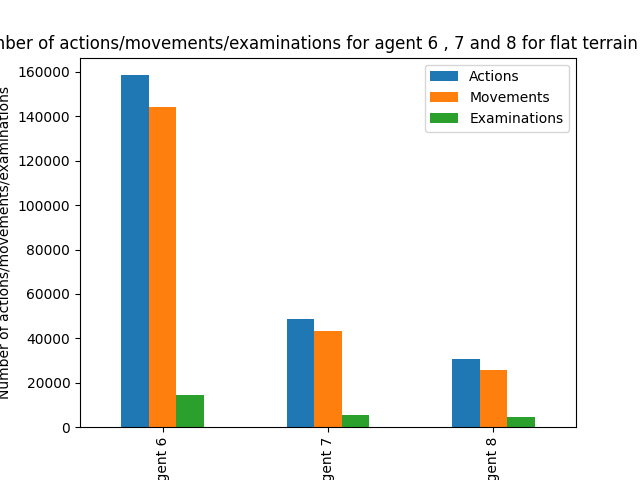 nber of actions/movements/examinations for agent 6 , 7 and 8 for flat terrain
Number of actions/movements/examinations
160000
140000
120000
100000
80000
60000
40000
20000
0
Actions
Movements
Examinations
gent 6
gent 7
gent 8